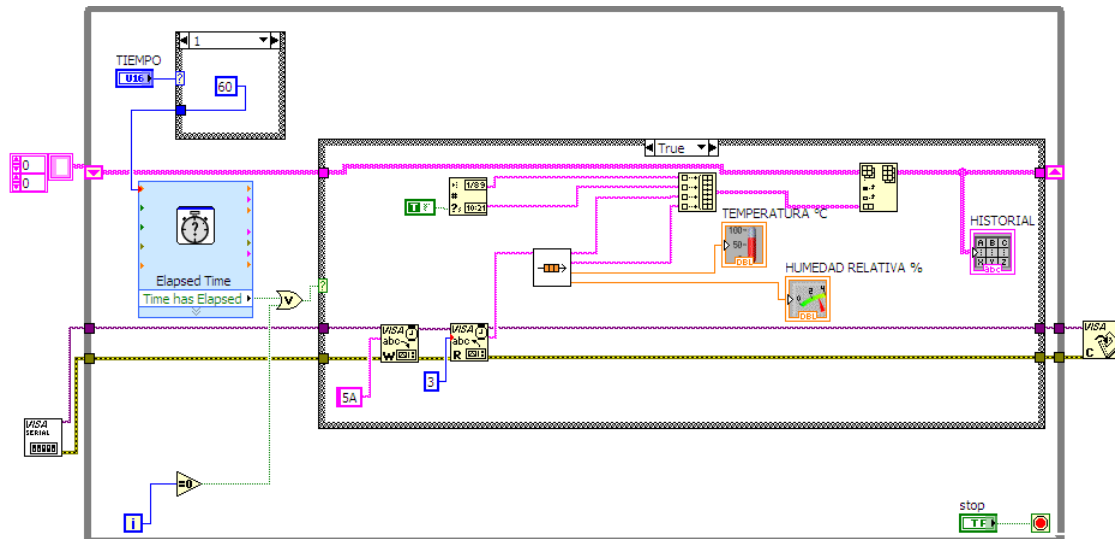 1
TIEMPO
U16
?
60
True
0
0
1/89
#
10:21
T
TEMPERATURA °C
100-
50-
DBL
HISTORIAL
A B C
X Y Z
abc
?
Elapsed Time
HUMEDAD RELATIVA %
DBL
Time has Elapsed
V
?
VISA
abc
W
VISA
abc
R
VISA
C
3
5A
VISA
SERIAL
=0
i
stop
TF